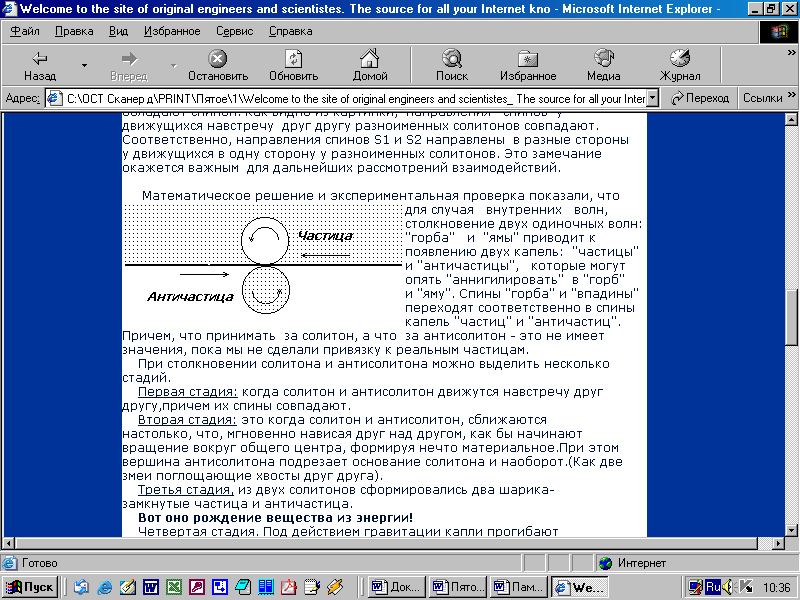 Welcome to the site of original engineers and scientistes. The source for all your Internet kno - Microsoft Internet Explorer -
Файл Правка Вид Избранное Сервис Справка
Назад Вперед Остановить Обновить Домой Поиск Избранное Медиа Журнал
Адрес: C:\ОСТ Сканер д\PRINT\Пятое\1\Welcome to the site of original engineers and scientistes_ The source for all your Inter Переход Ссылки »
обладают спином. Как видно из картинки, направления спинов у
движущихся навстречу друг другу разноименных солитонов совпадают.
Соответственно, направления спинов S1 и S2 направлены в разные стороны
у движущихся в одну сторону у разноименных солитонов. Это замечание
окажется важным для дальнейших рассмотрений взаимодействий.
Математическое решение и экспериментальная проверка показали, что
для случая внутренних волн,
столкновение двух одиночных волн:
"горба" и "ямы" приводит к
появлению двух капель: "частицы"
и "античастицы", которые могут
опять "аннигилировать" в "горб"
и "яму". Спины "горба" и "впадины"
переходят соответственно в спины
капель "частиц" и "античастиц".
Частица
Античастица
Причем, что принимать за солитон, а что за антисолитон - это не имеет
значения, пока мы не сделали привязку к реальным частицам.
При столкновении солитона и антисолитона можно выделить несколько
стадий.
Первая стадия: когда солитон и антисолитон движутся навстречу друг
другу,причем их спины совпадают.
Вторая стадия: это когда солитон и антисолитон, сближаются
настолько, что, мгновенно нависая друг над другом, как бы начинают
вращение вокруг общего центра, формируя нечто материальное.При этом
вершина антисолитона подрезает основание солитона и наоборот.(Как две
змеи поглощающие хвосты друг друга).
Третья стадия, из двух солитонов сформировались два шарика-
замкнутые частица и античастица.
Вот оно рождение вещества из энергии!
Четвертая стадия. Под действием гравитации капли прогибают
Готово Интернет
Пуск Док... Пято... Пам... We... Ru 10:36